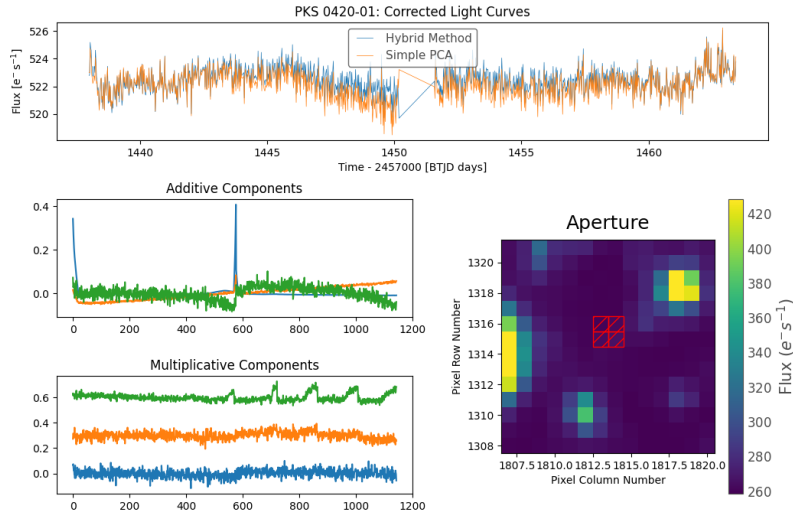 PKS 0420-01: Corrected Light Curves
526
524
522
520
Flux [e⁻ s⁻¹]
Hybrid Method
Simple PCA
1440 1445 1450 1455 1460
Time - 2457000 [BTJD days]
Additive Components
0.4
0.2
0.0
0 200 400 600 800 1000 1200
Multiplicative Components
0.6
0.4
0.2
0.0
0 200 400 600 800 1000 1200
Aperture
1320
1318
1316
1314
1312
1310
1308
Pixel Row Number
1807.5 1810.0 1812.5 1815.0 1817.5 1820.0
Pixel Column Number
420
400
380
360
340
320
300
280
260
Flux (e⁻s⁻¹)